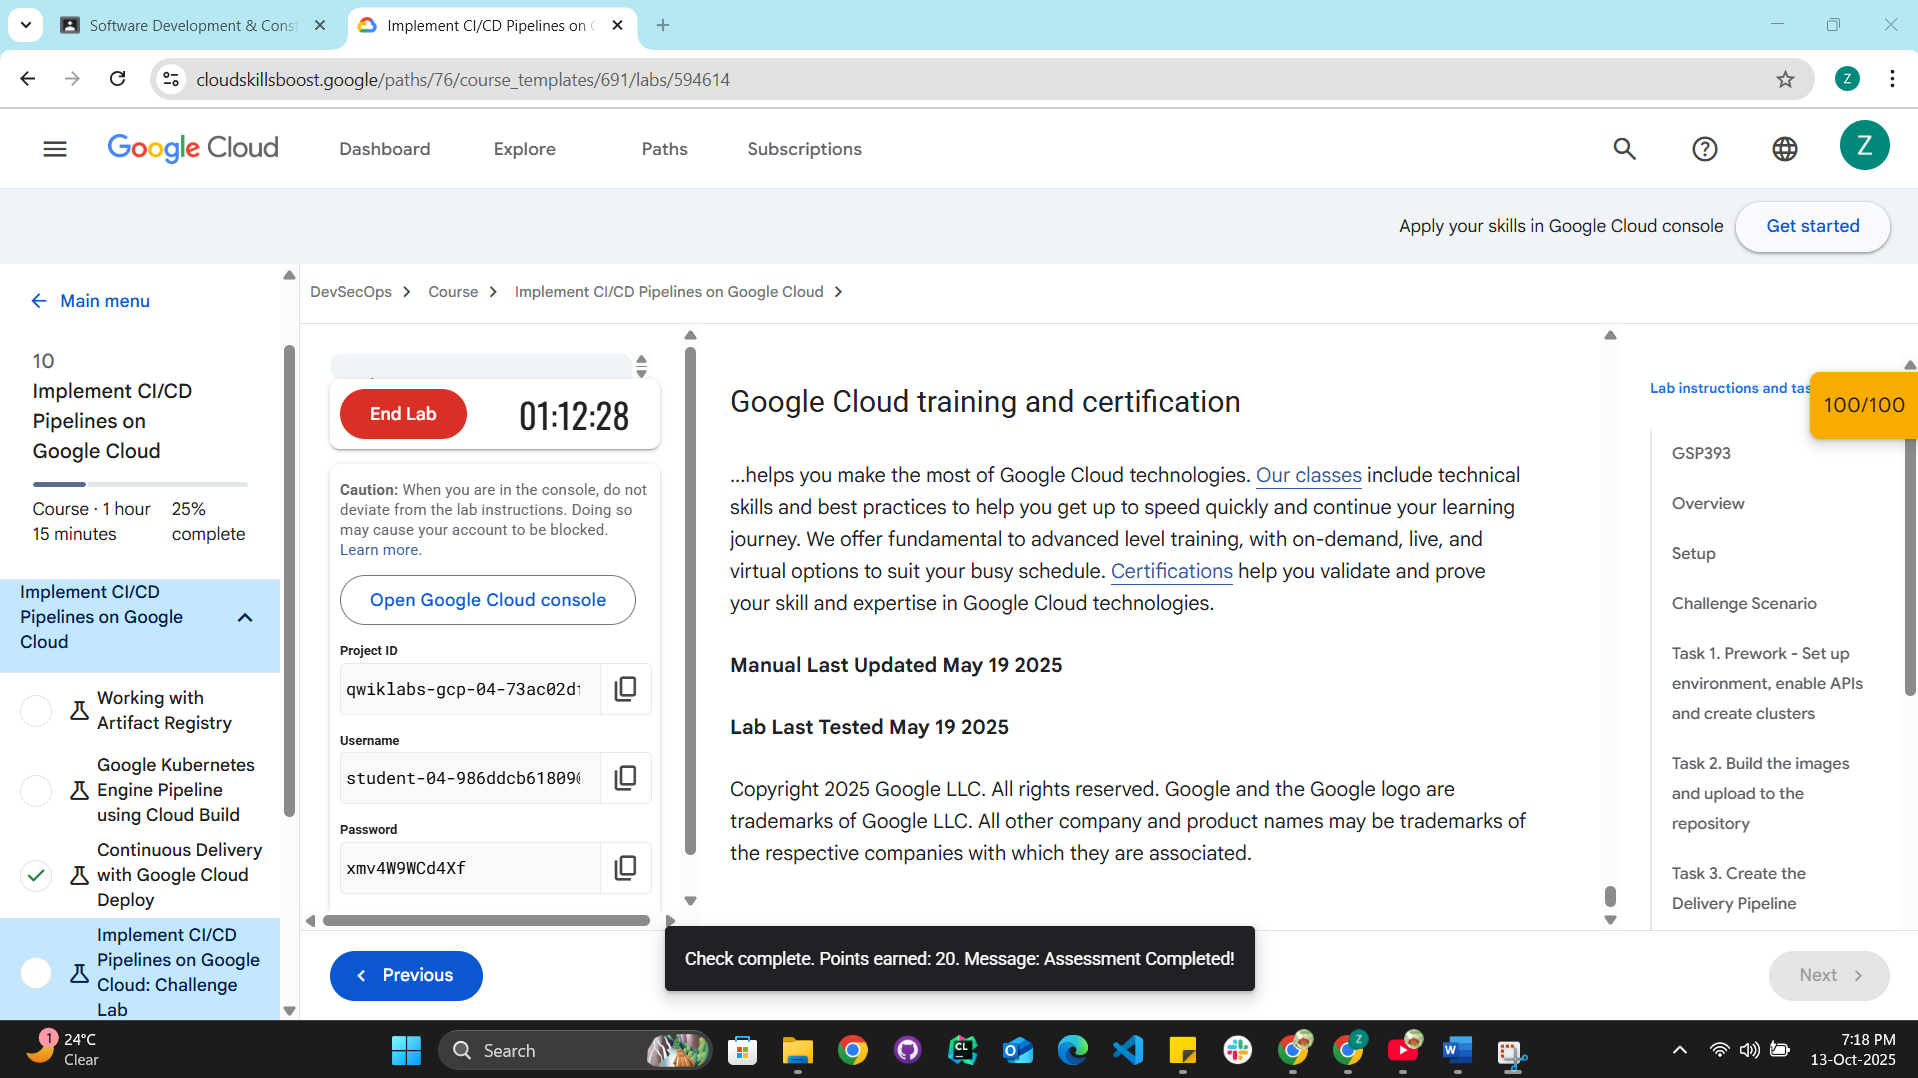 Software Development & Const
Implement CI/CD Pipelines on G
cloudskillsboost.google/paths/76/course_templates/691/labs/594614
Z
Google Cloud
Dashboard
Explore
Paths
Subscriptions
Z
Apply your skills in Google Cloud console
Get started
Main menu
10
Implement CI/CD
Pipelines on
Google Cloud
Course · 1 hour
15 minutes
25%
complete
Implement CI/CD
Pipelines on Google
Cloud
Working with
Artifact Registry
Google Kubernetes
Engine Pipeline
using Cloud Build
Continuous Delivery
with Google Cloud
Deploy
Implement CI/CD
Pipelines on Google
Cloud: Challenge
Lab
DevSecOps
Course
Implement CI/CD Pipelines on Google Cloud
End Lab
01:12:28
Caution: When you are in the console, do not
deviate from the lab instructions. Doing so
may cause your account to be blocked.
Learn more.
Open Google Cloud console
Project ID
qwiklabs-gcp-04-73ac02d
Username
student-04-986ddcb61809
Password
xmv4W9WCd4Xf
Google Cloud training and certification
...helps you make the most of Google Cloud technologies. Our classes include technical
skills and best practices to help you get up to speed quickly and continue your learning
journey. We offer fundamental to advanced level training, with on-demand, live, and
virtual options to suit your busy schedule. Certifications help you validate and prove
your skill and expertise in Google Cloud technologies.
Manual Last Updated May 19 2025
Lab Last Tested May 19 2025
Copyright 2025 Google LLC. All rights reserved. Google and the Google logo are
trademarks of Google LLC. All other company and product names may be trademarks of
the respective companies with which they are associated.
Lab instructions and tas
100/100
GSP393
Overview
Setup
Challenge Scenario
Task 1. Prework - Set up
environment, enable APIs
and create clusters
Task 2. Build the images
and upload to the
repository
Task 3. Create the
Delivery Pipeline
Previous
Check complete. Points earned: 20. Message: Assessment Completed!
Next
1
24°C
Clear
Search
CL
Z
W
7:18 PM
13-Oct-2025